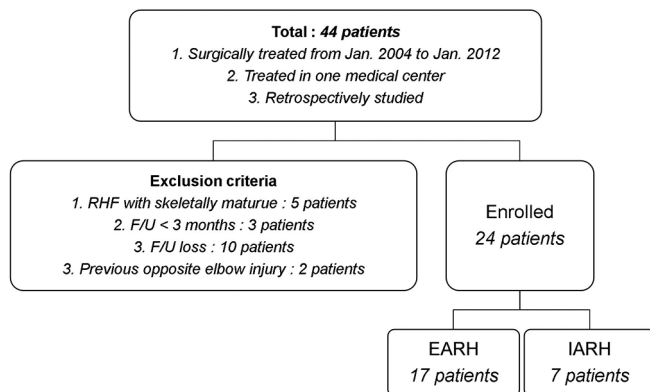 Total : 44 patients
1. Surgically treated from Jan. 2004 to Jan. 2012
2. Treated in one medical center
3. Retrospectively studied
Exclusion criteria
1. RHF with skeletally maturue : 5 patients
2. F/U < 3 months : 3 patients
3. F/U loss : 10 patients
3. Previous opposite elbow injury : 2 patients
Enrolled
24 patients
EARH
17 patients
IARH
7 patients